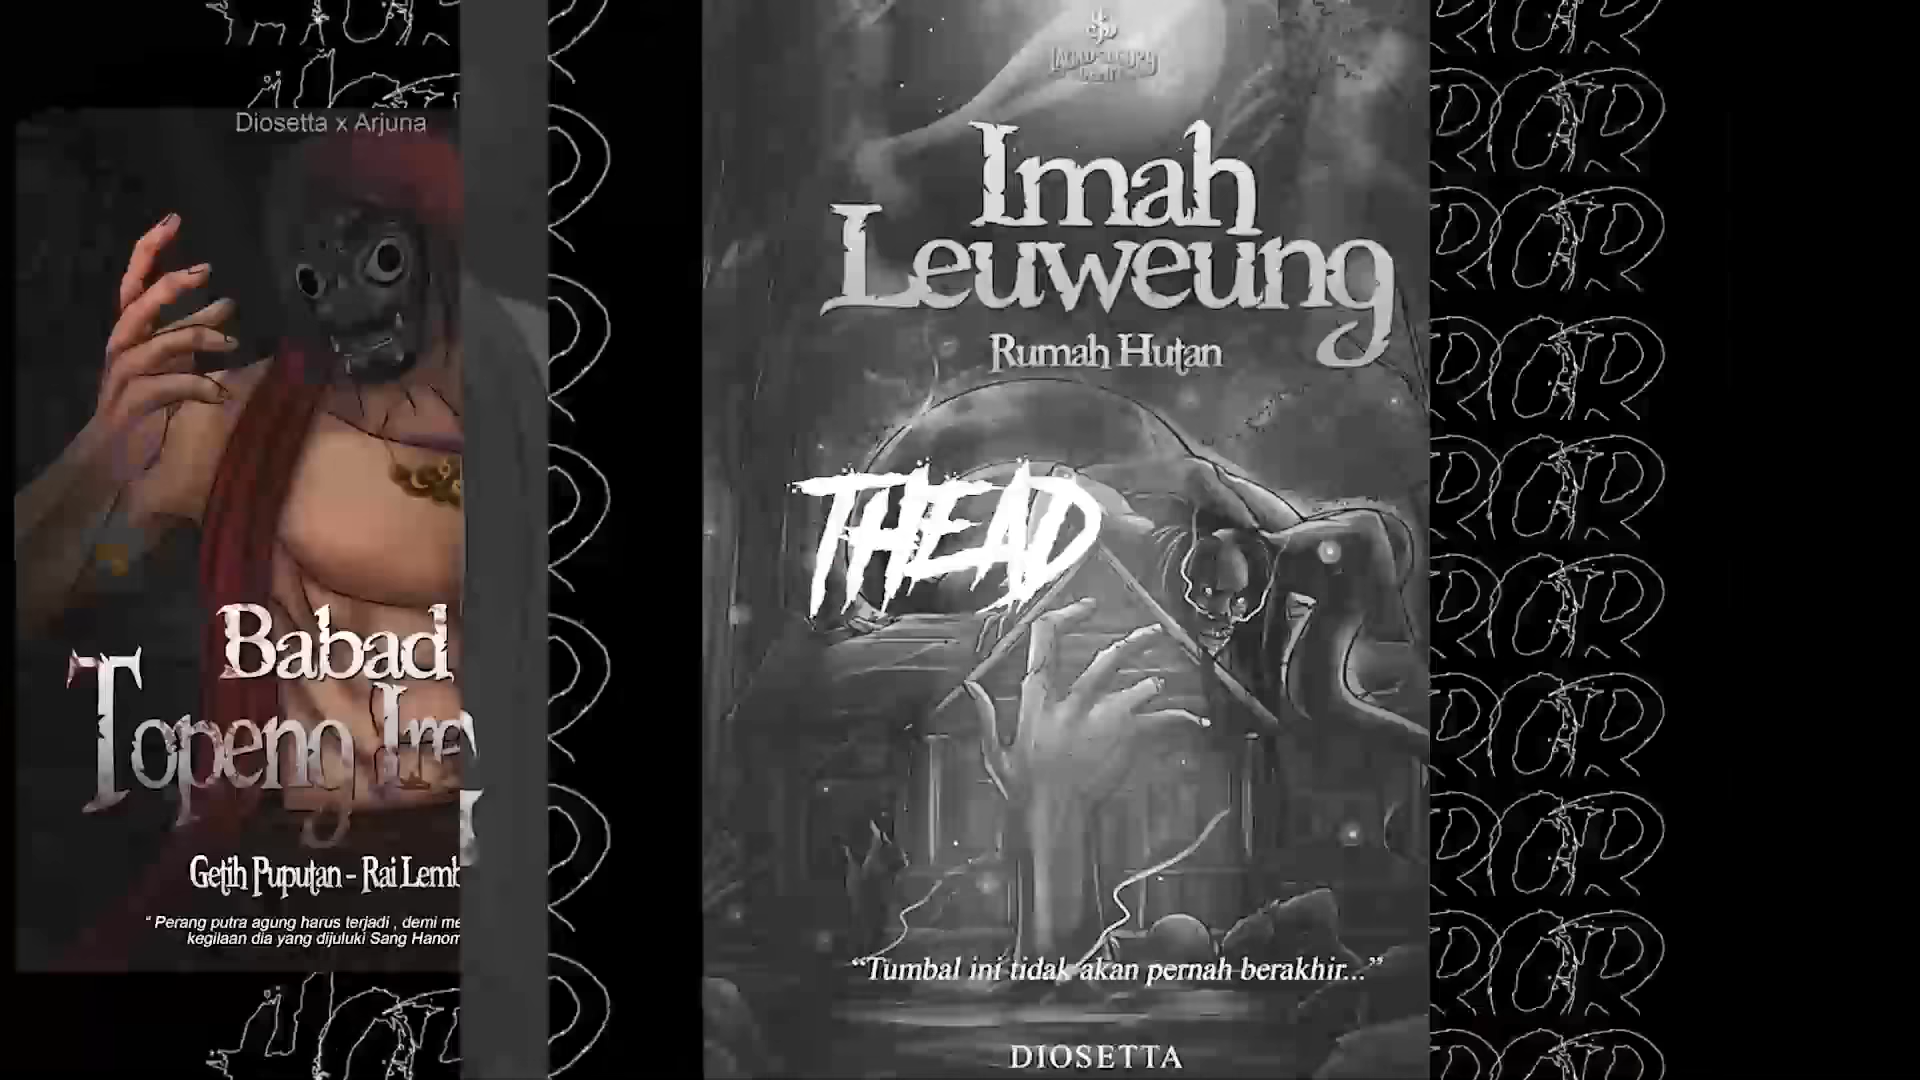 Diosetta x Arjuna
Babad
Topeng
Getih Puputan - Rai Lemb
“ Perang putra agung harus terjadi , demi me
kegilaan dia yang dijuluki Sang Hanom
Imah
Leuweung
Rumah Hutan
THEAD
“Tumbal ini tidak akan pernah berakhir...”
DIOSETTA